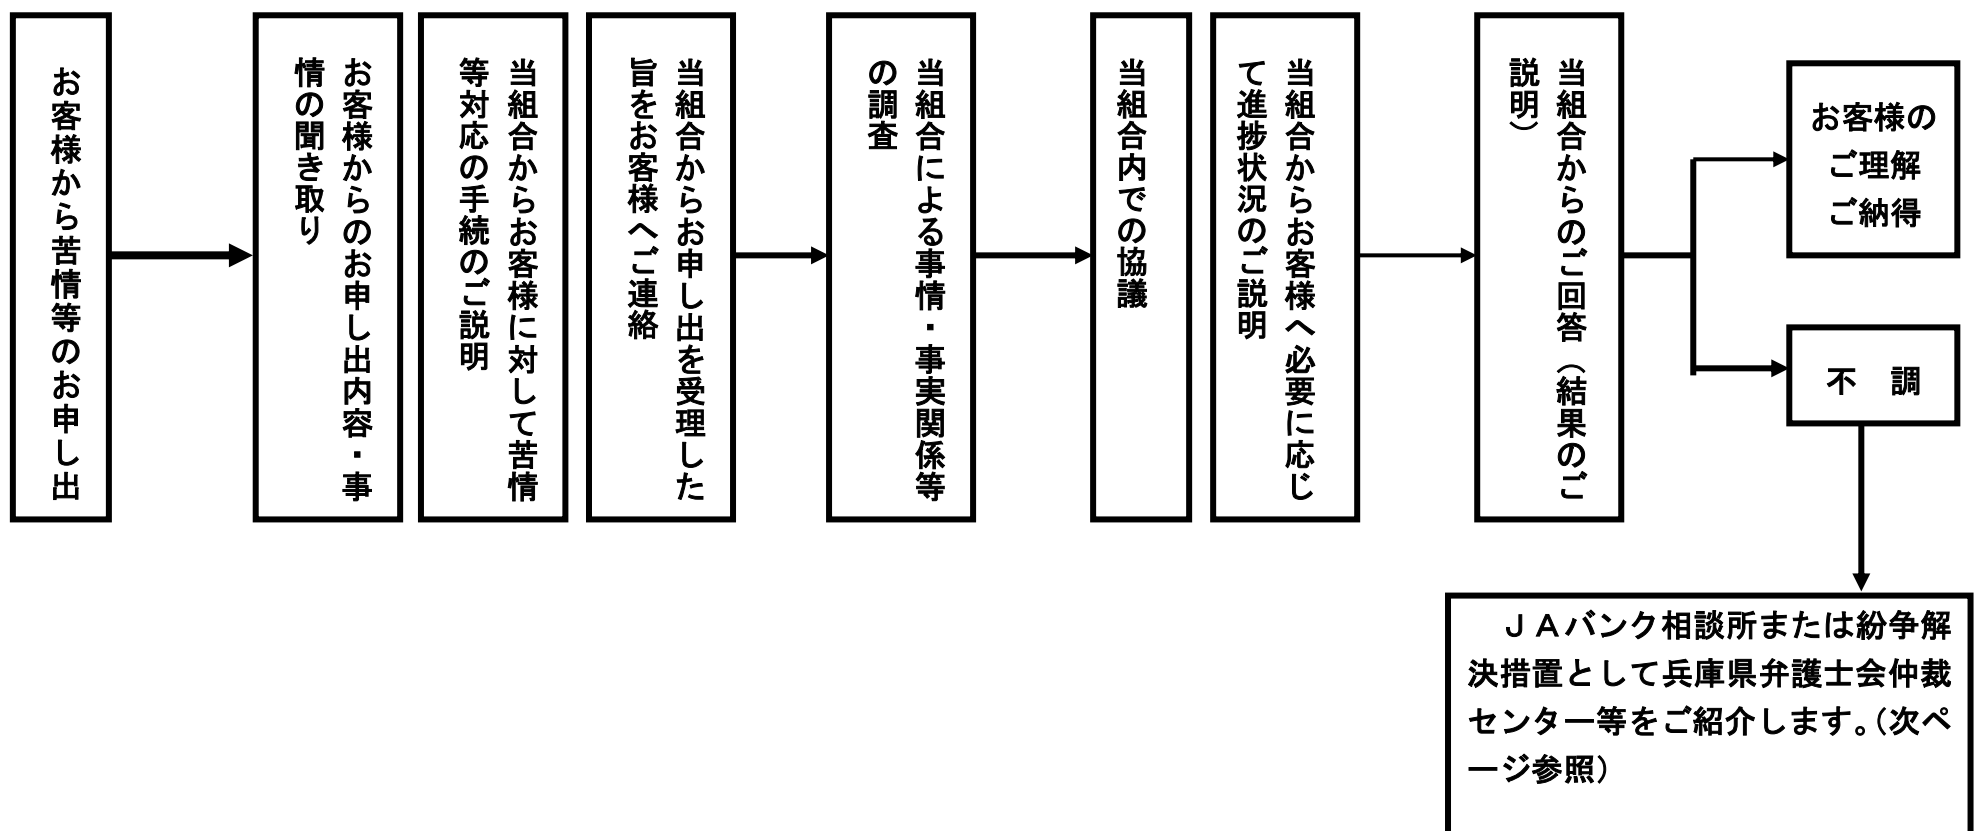 お客様から苦情等のお申し出
お客様からのお申し出内容・事
情の聞き取り
当組合からお客様に対して苦情
等対応の手続のご説明
当組合からお申し出を受理した
旨をお客様へご連絡
当組合による事情・事実関係等
の調査
当組合内での協議
当組合からお客様へ必要に応じ
て進捗状況のご説明
当組合からのご回答（結果のご
説明）
お客様の
ご理解
ご納得
不　調
ＪＡバンク相談所または紛争解
決措置として兵庫県弁護士会仲裁
センター等をご紹介します。（次ペ
ージ参照）